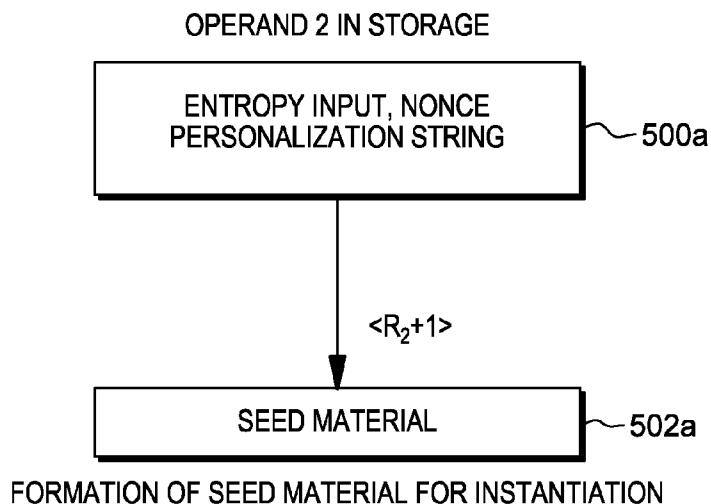 OPERAND 2 IN STORAGE
ENTROPY INPUT, NONCE
PERSONALIZATION STRING
500a
<R₂+1>
SEED MATERIAL
502a
FORMATION OF SEED MATERIAL FOR INSTANTIATION